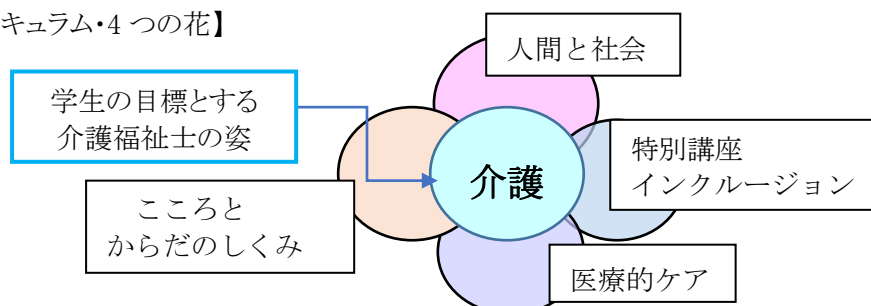 キュラム・4つの花】
人間と社会
学生の目標とする
介護福祉士の姿
特別講座
インクルージョン
介護
こころと
からだのしくみ
医療的ケア